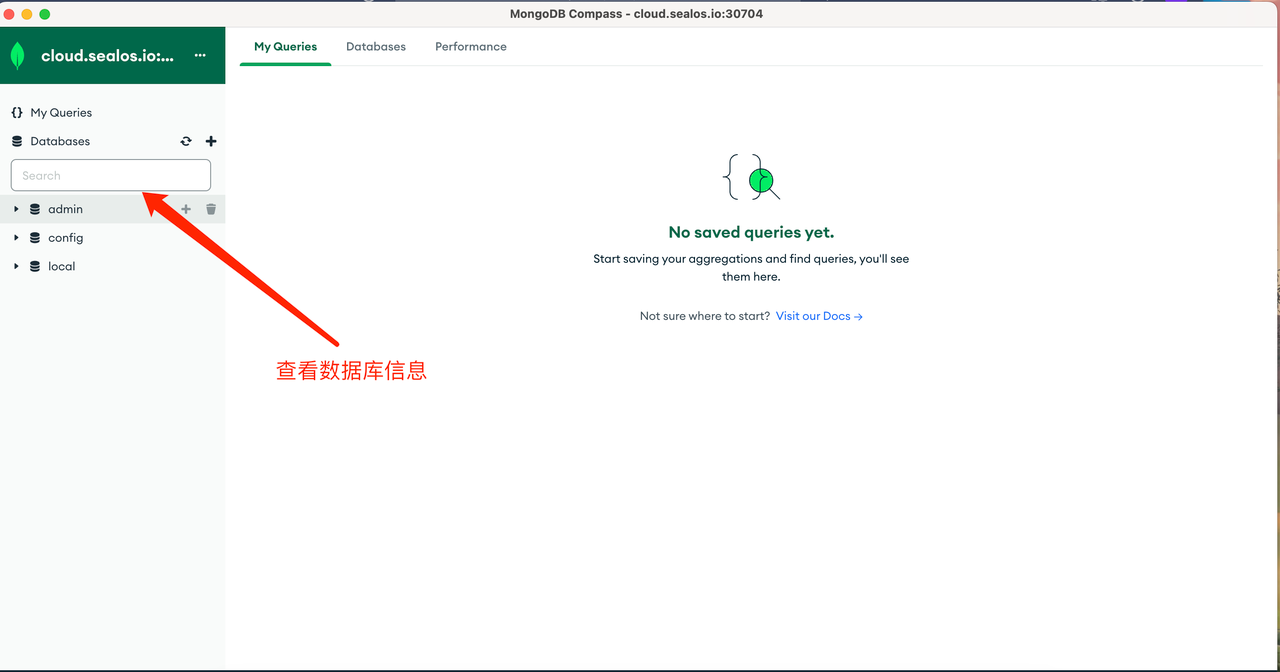 MongoDB Compass - cloud.sealos.io:30704
cloud.sealos.io:...
My Queries
Databases
Performance
{} My Queries
Databases
Search
admin
config
local
No saved queries yet.
Start saving your aggregations and find queries, you'll see
them here.
Not sure where to start? Visit our Docs →
查看数据库信息